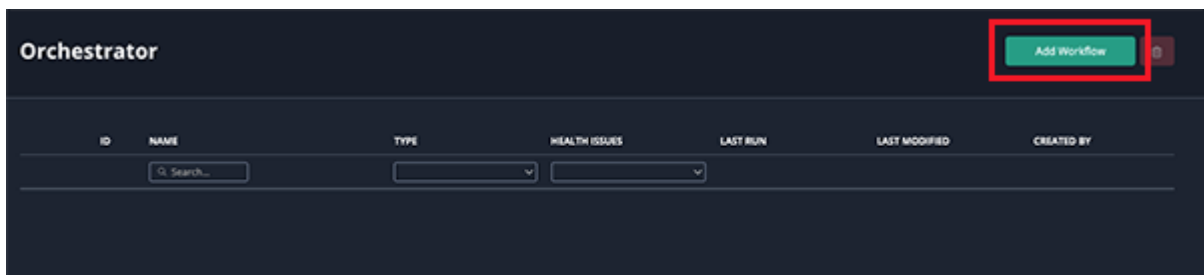 Orchestrator
Add Workflow
ID NAME TYPE HEALTH ISSUES LAST RUN LAST MODIFIED CREATED BY
Search...